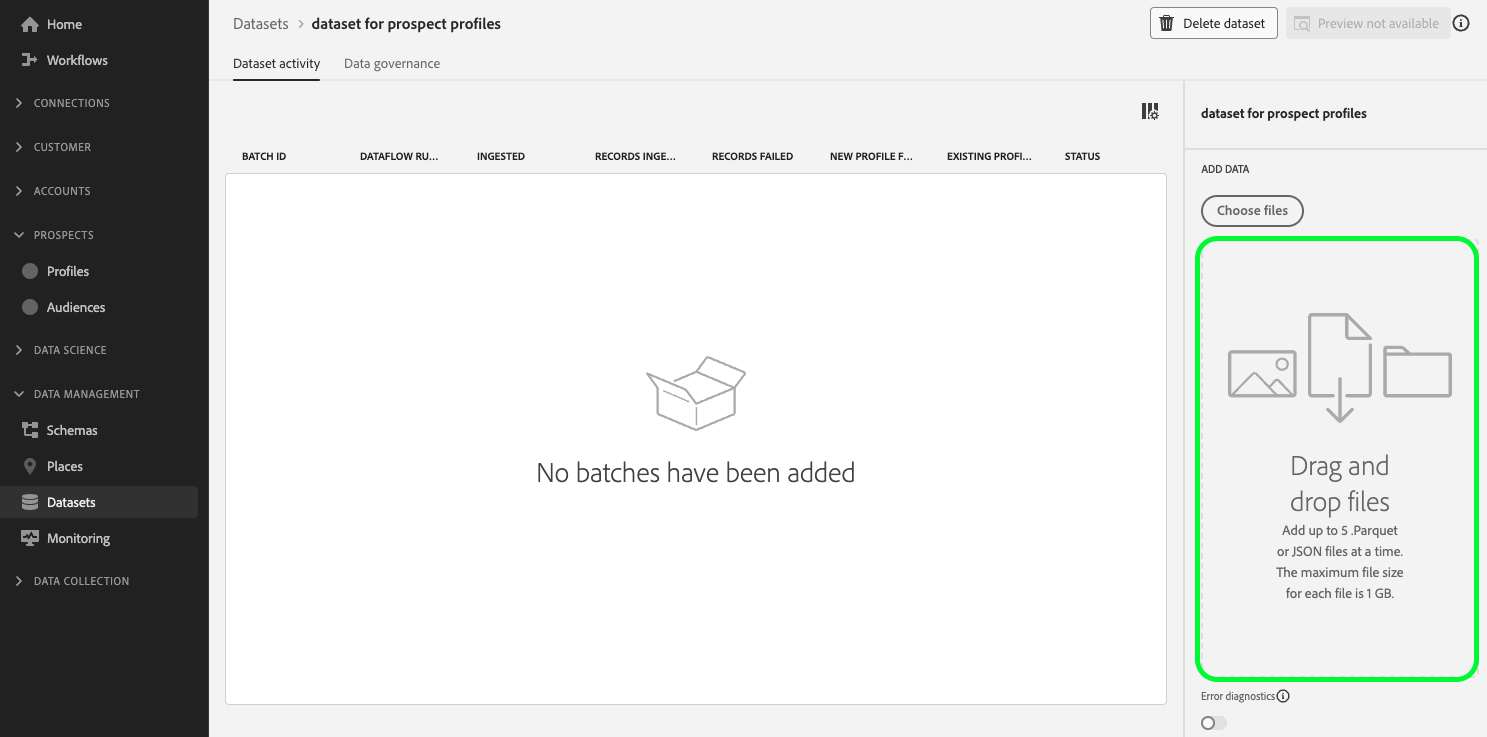 Home
Workflows
CONNECTIONS
CUSTOMER
ACCOUNTS
PROSPECTS
Profiles
Audiences
DATA SCIENCE
DATA MANAGEMENT
Schemas
Places
Datasets
Monitoring
DATA COLLECTION
Datasets > dataset for prospect profiles
Delete dataset
Preview not available
Dataset activity
Data governance
BATCH ID
DATAFLOW RU...
INGESTED
RECORDS INGE...
RECORDS FAILED
NEW PROFILE F...
EXISTING PROFI...
STATUS
No batches have been added
dataset for prospect profiles
ADD DATA
Choose files
Drag and
drop files
Add up to 5 .Parquet
or JSON files at a time.
The maximum file size
for each file is 1 GB.
Error diagnostics